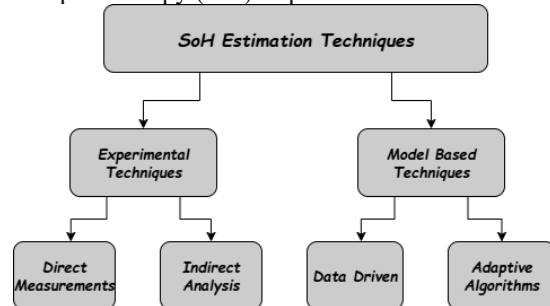 SoH Estimation Techniques
Experimental
Techniques
Model Based
Techniques
Direct
Measurements
Indirect
Analysis
Data Driven
Adaptive
Algorithms